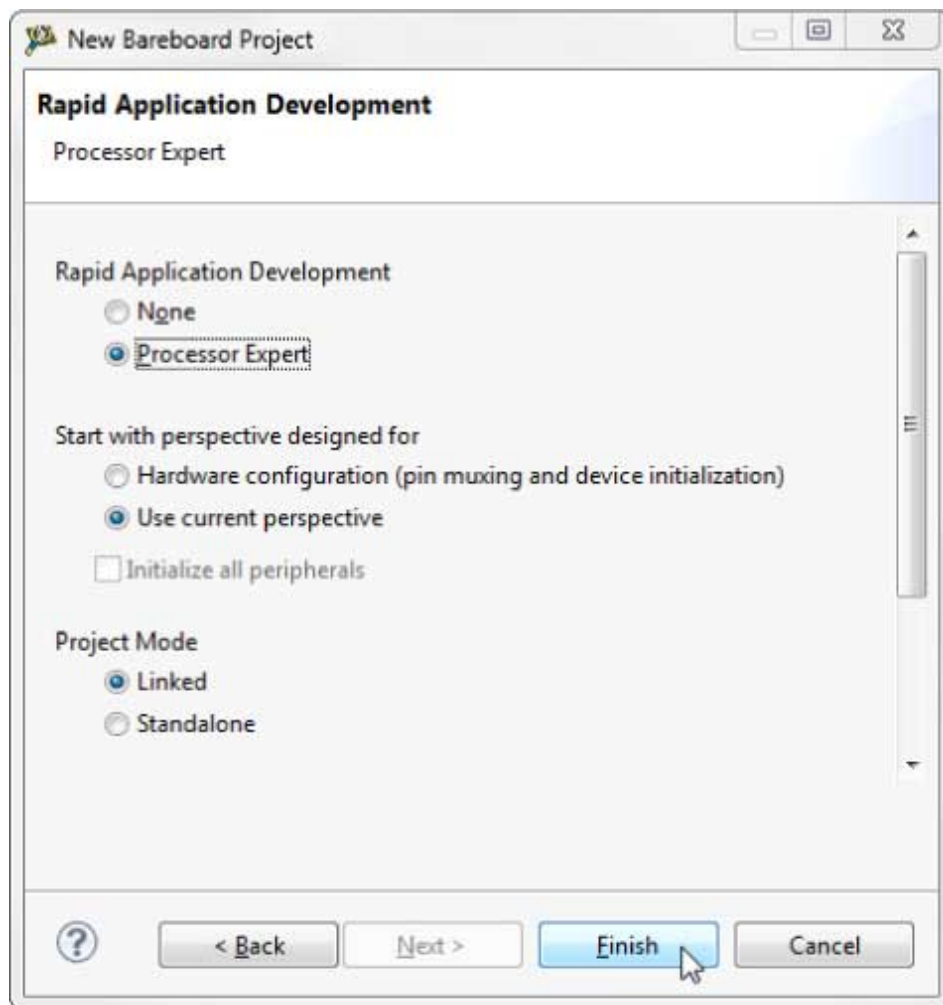 New Bareboard Project
Rapid Application Development
Processor Expert
Rapid Application Development
None
Processor Expert
Start with perspective designed for
Hardware configuration (pin muxing and device initialization)
Use current perspective
Initialize all peripherals
Project Mode
Linked
Standalone
? < Back Next > Finish Cancel